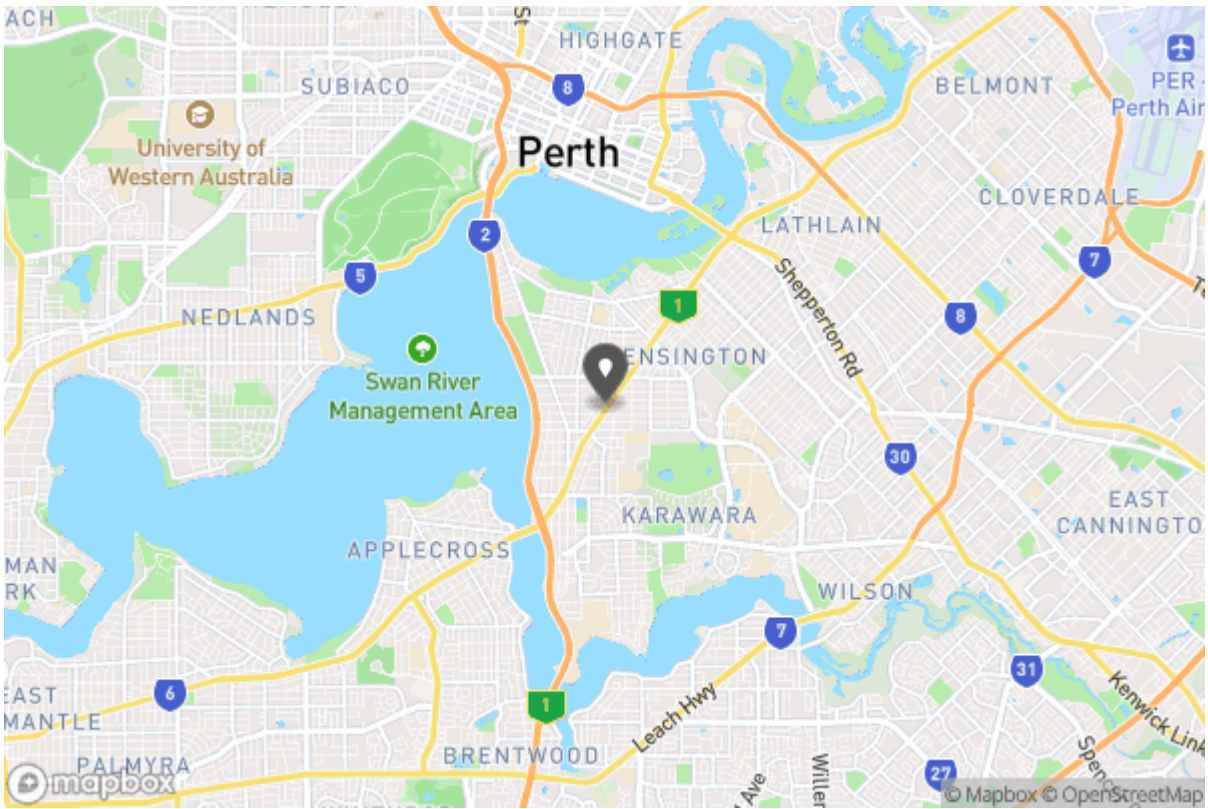 ACH
HIGHGATE
St
SUBIACO
8
BELMONT
PER -
Perth Air
University of
Western Australia
Perth
CLOVERDALE
LATHLAIN
2
5
7
1
NEDLANDS
Shepperton Rd
8
ENSINGTON
Swan River
Management Area
30
KARAWARA
EAST
CANNINGTO
APPLECROSS
MAN
RK
WILSON
7
31
6
EAST
MANTLE
1
Leach Hwy
Kenwick Link
BRENTWOOD
PALMYRA
27
mapbox
© Mapbox © OpenStreetMap